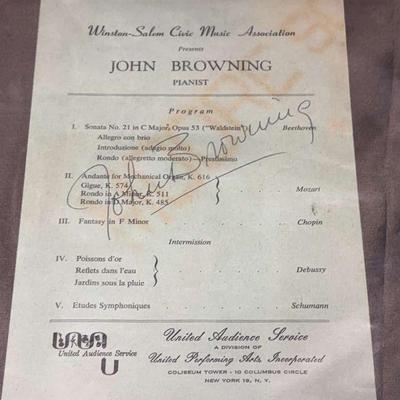 Winston-Salem Civic Music Association
Presents
JOHN BROWNING
PIANIST
Program
I. Sonata No. 21 in C Major, Opus 53 ("Waldstein") Beethoven
Allegro con brio
Introduzione (adagio molto)
Rondo (allegretto moderato)—Prestissimo
John Browning
II. Andante for Mechanical Organ, K. 616
Gigue, K. 574
Rondo in A Minor, K. 511
Rondo in D Major, K. 485
Mozart
III. Fantasy in F Minor Chopin
Intermission
IV. Poissons d'or
Reflets dans l'eau
Jardins sous la pluie
Debussy
V. Etudes Symphoniques Schumann
United Audience Service
United Audience Service
A DIVISION OF
United Performing Arts, Incorporated
COLISEUM TOWER - 10 COLUMBUS CIRCLE
NEW YORK 19, N. Y.